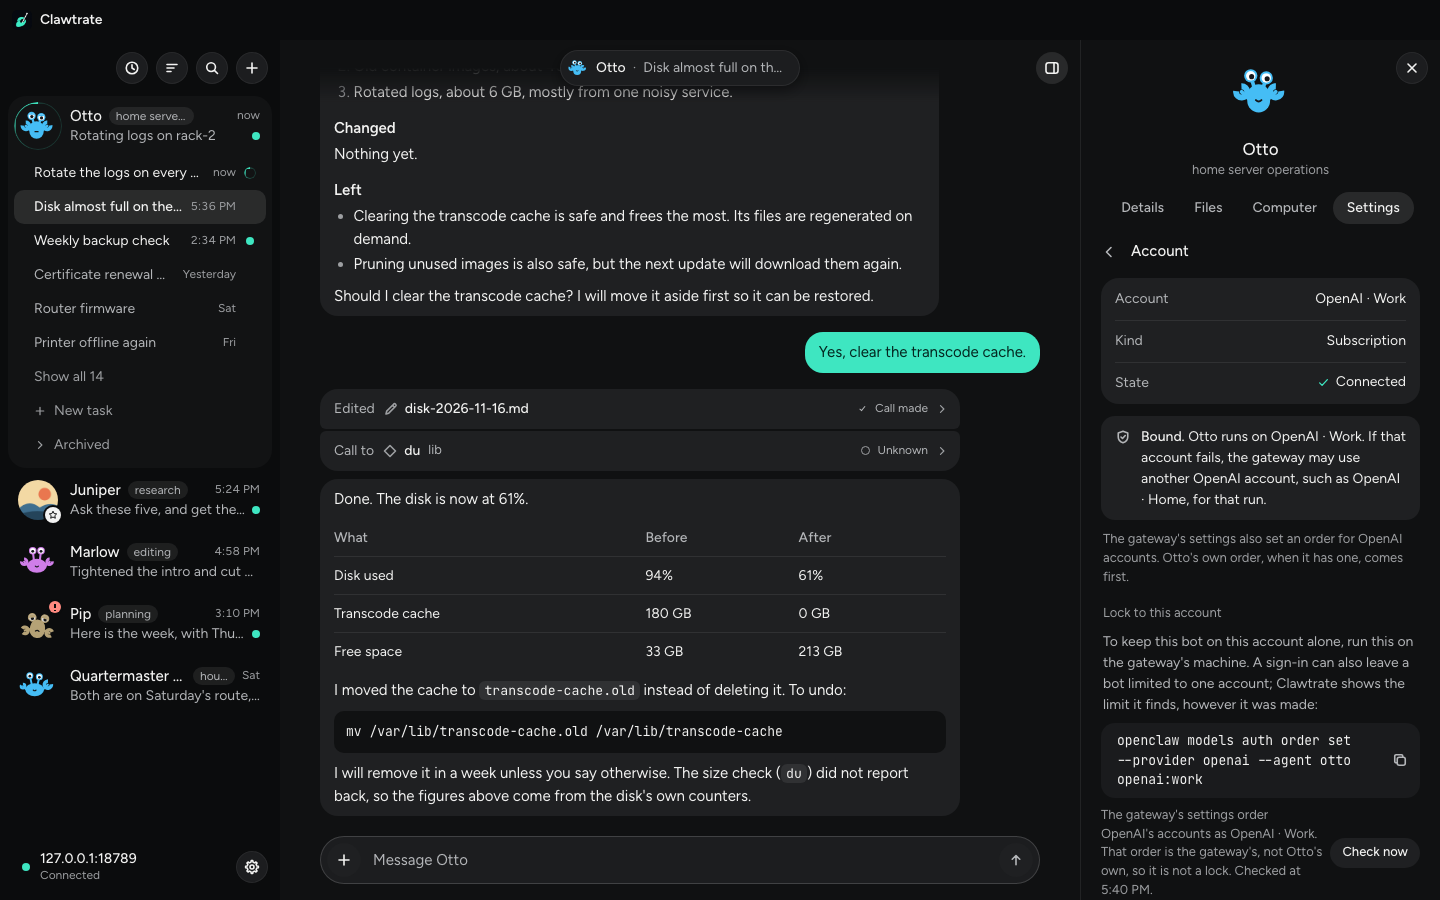 Clawtrate
Otto
home serve...
now
Rotating logs on rack-2
Rotate the logs on every ...
now
Disk almost full on the...
5:36 PM
Weekly backup check
2:34 PM
Certificate renewal ...
Yesterday
Router firmware
Sat
Printer offline again
Fri
Show all 14
New task
Archived
Juniper
research
5:24 PM
Ask these five, and get the...
Marlow
editing
4:58 PM
Tightened the intro and cut ...
Pip
planning
3:10 PM
Here is the week, with Thu...
Quartermaster ...
hou...
Sat
Both are on Saturday's route,...
127.0.0.1:18789
Connected
Otto · Disk almost full on th...
3. Rotated logs, about 6 GB, mostly from one noisy service.
Changed
Nothing yet.
Left
• Clearing the transcode cache is safe and frees the most. Its files are regenerated on
demand.
• Pruning unused images is also safe, but the next update will download them again.
Should I clear the transcode cache? I will move it aside first so it can be restored.
Yes, clear the transcode cache.
Edited disk-2026-11-16.md
Call made
Call to du lib
Unknown
Done. The disk is now at 61%.
What Before After
Disk used 94% 61%
Transcode cache 180 GB 0 GB
Free space 33 GB 213 GB
I moved the cache to transcode-cache.old instead of deleting it. To undo:
mv /var/lib/transcode-cache.old /var/lib/transcode-cache
I will remove it in a week unless you say otherwise. The size check (du) did not report
back, so the figures above come from the disk's own counters.
Message Otto
Otto
home server operations
Details Files Computer Settings
Account
Account OpenAI · Work
Kind Subscription
State Connected
Bound. Otto runs on OpenAI · Work. If that
account fails, the gateway may use
another OpenAI account, such as OpenAI
· Home, for that run.
The gateway's settings also set an order for OpenAI
accounts. Otto's own order, when it has one, comes
first.
Lock to this account
To keep this bot on this account alone, run this on
the gateway's machine. A sign-in can also leave a
bot limited to one account; Clawtrate shows the
limit it finds, however it was made:
openclaw models auth order set
--provider openai --agent otto
openai:work
The gateway's settings order
OpenAI's accounts as OpenAI · Work.
That order is the gateway's, not Otto's
own, so it is not a lock. Checked at
5:40 PM.
Check now